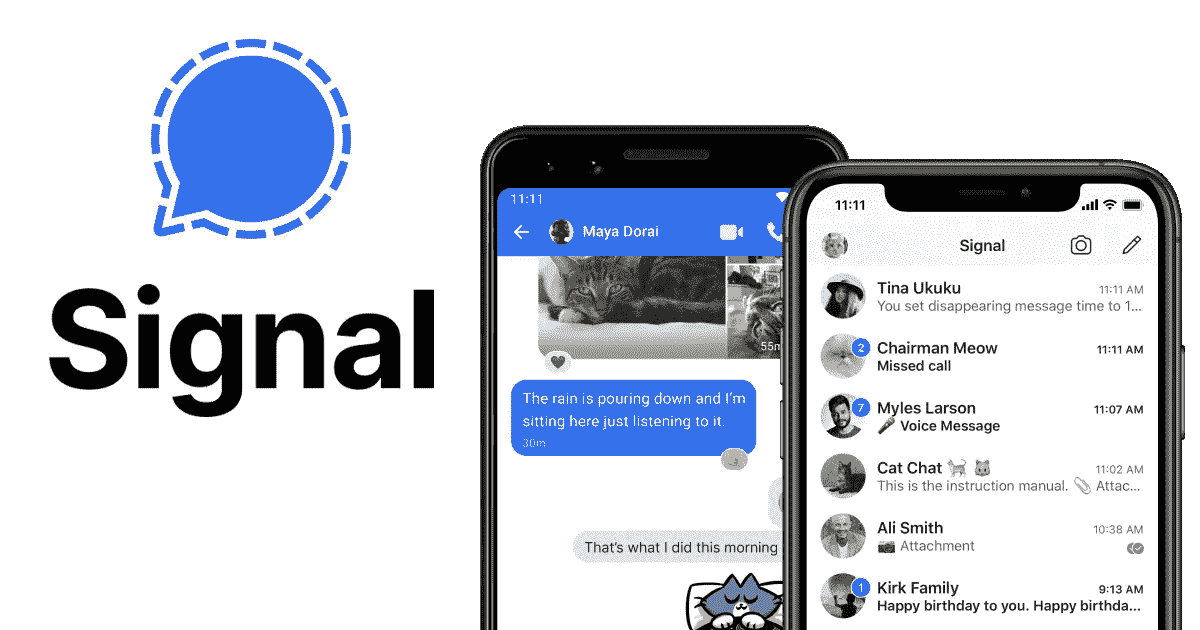 Signal
11:11
Maya Dorai
55m
The rain is pouring down and I'm
sitting here just listening to it.
30m
That's what I did this morning
11:11
Signal
Tina Ukuku
11:11 AM
You set disappearing message time to 1...
2
Chairman Meow
11:11 AM
Missed call
7
Myles Larson
11:07 AM
🎤 Voice Message
Cat Chat 🐈 🐱
11:02 AM
This is the instruction manual. 📎 Attac...
Ali Smith
10:38 AM
📷 Attachment
1
Kirk Family
9:13 AM
Happy birthday to you. Happy birthda...